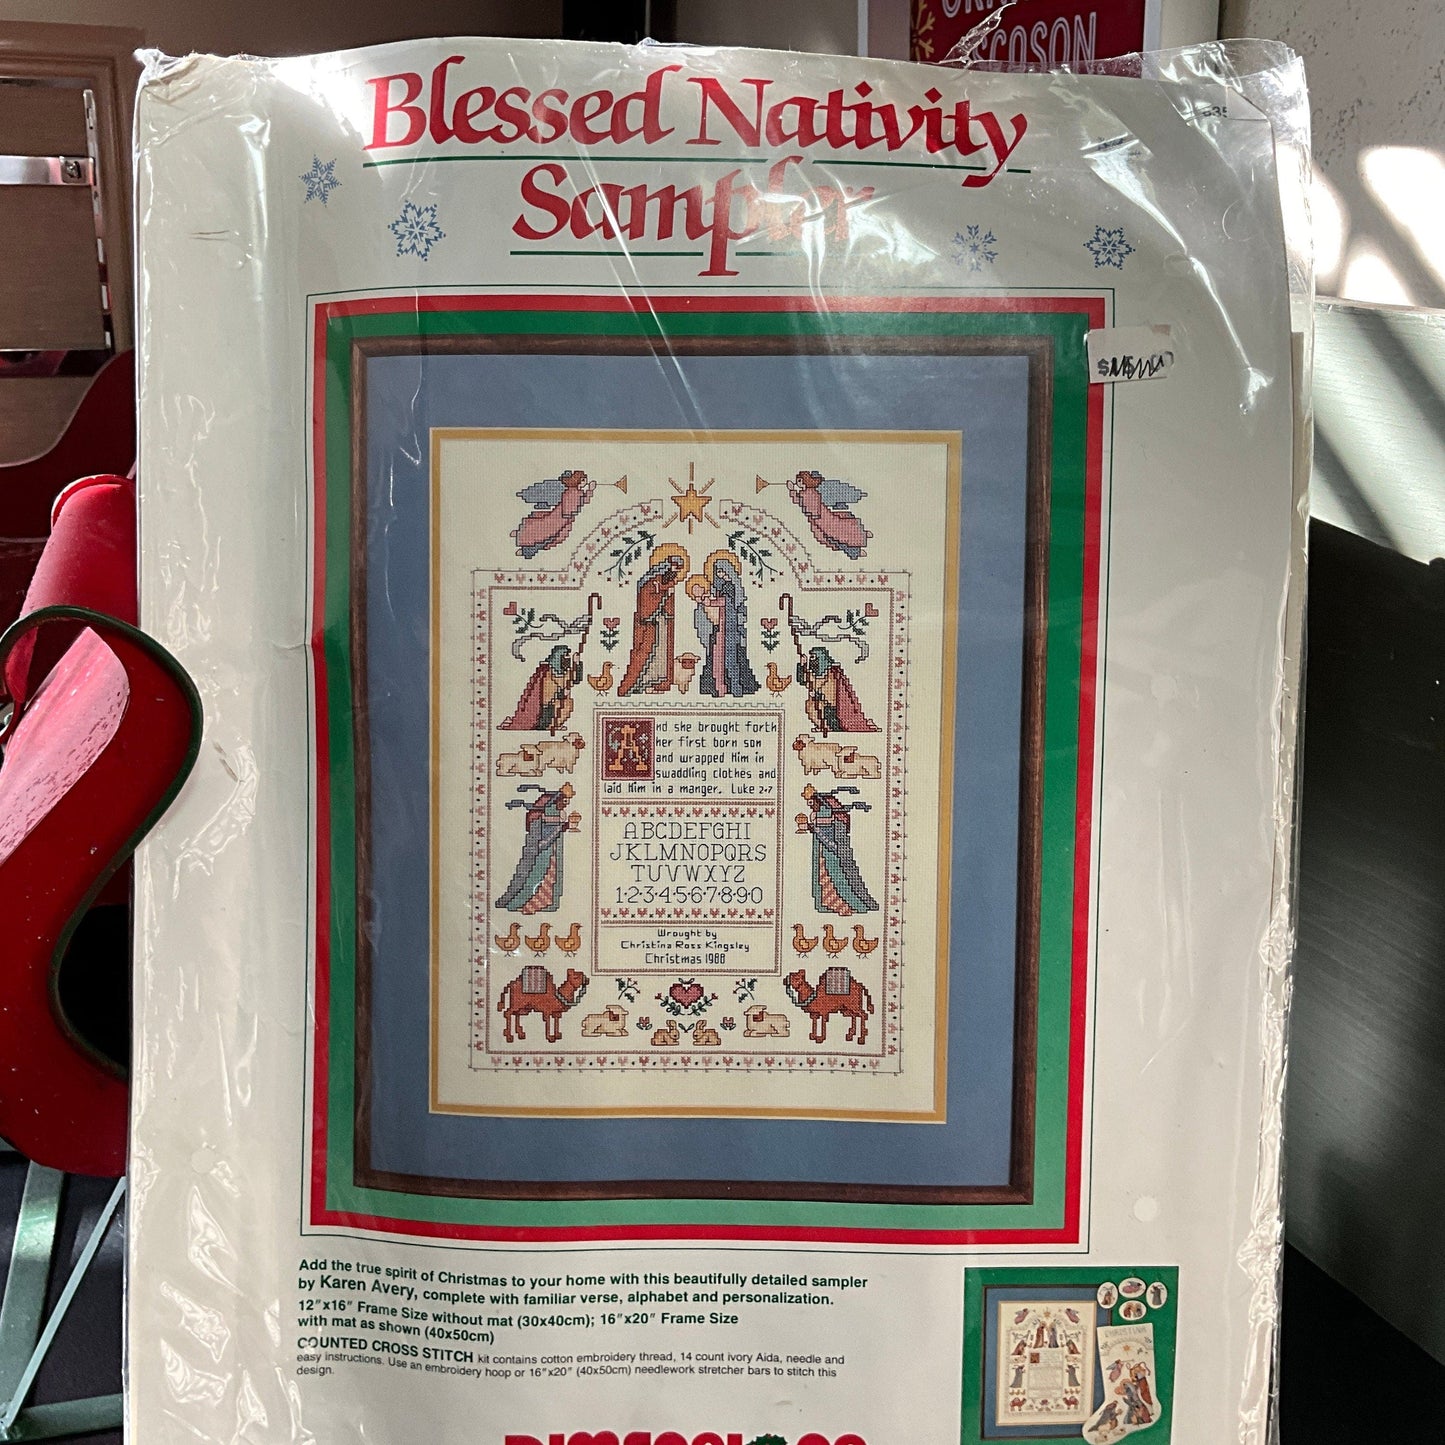 SCOSON
Blessed Nativity
Sampler
And she brought forth
her first born son
and wrapped Him in
swaddling clothes and
laid Him in a manger. Luke 2•7
ABCDEFGHI
JKLMNOPQRS
TUVWXYZ
1•2•3•4•5•6•7•8•9•0
Wrought by
Christina Ross Kingsley
Christmas 1988
Add the true spirit of Christmas to your home with this beautifully detailed sampler
by Karen Avery, complete with familiar verse, alphabet and personalization.
12"x16" Frame Size without mat (30x40cm); 16"x20" Frame Size
with mat as shown (40x50cm)
COUNTED CROSS STITCH kit contains cotton embroidery thread, 14 count ivory Aida, needle and
easy instructions. Use an embroidery hoop or 16"x20" (40x50cm) needlework stretcher bars to stitch this
design.
CHRISTINA
DIMENSIONS